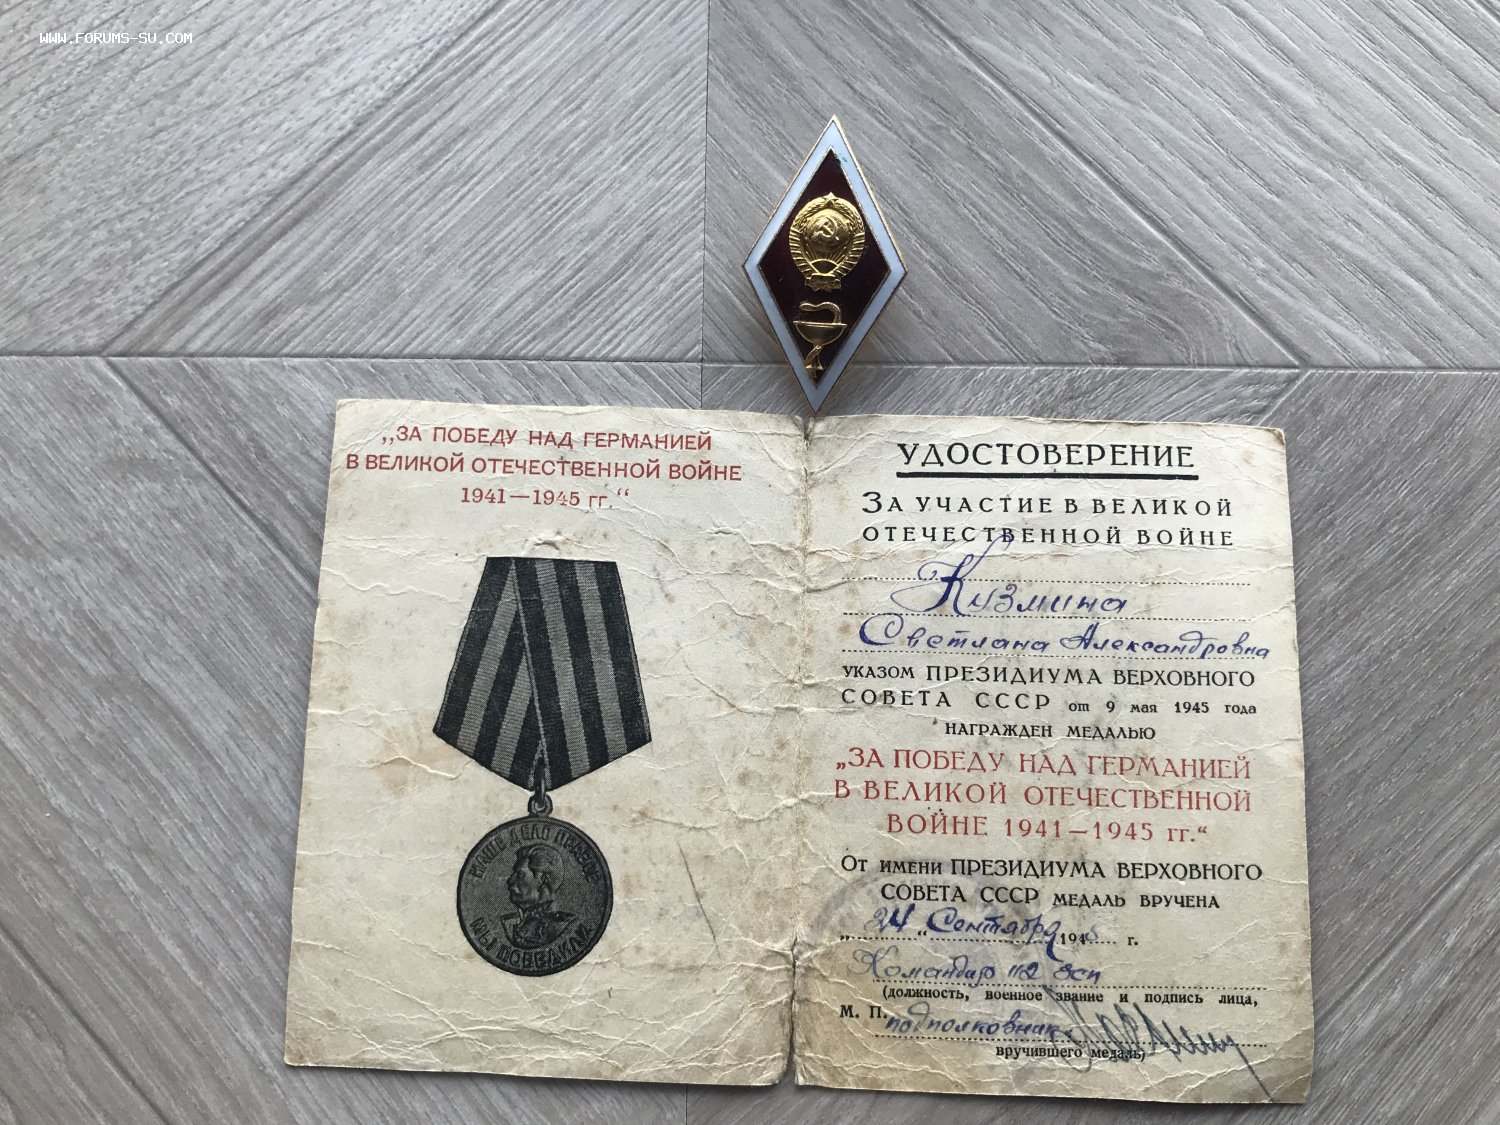 WWW.FORUMS-SU.COM
„ЗА ПОБЕДУ НАД ГЕРМАНИЕЙ
В ВЕЛИКОЙ ОТЕЧЕСТВЕННОЙ ВОЙНЕ
1941—1945 гг.“
НАШЕ ДЕЛО ПРАВОЕ
МЫ ПОБЕДИЛИ
УДОСТОВЕРЕНИЕ
ЗА УЧАСТИЕ В ВЕЛИКОЙ
ОТЕЧЕСТВЕННОЙ ВОЙНЕ
Кузмина
Светлана Александровна
УКАЗОМ ПРЕЗИДИУМА ВЕРХОВНОГО
СОВЕТА СССР от 9 мая 1945 года
НАГРАЖДЕН МЕДАЛЬЮ
„ЗА ПОБЕДУ НАД ГЕРМАНИЕЙ
В ВЕЛИКОЙ ОТЕЧЕСТВЕННОЙ
ВОЙНЕ 1941—1945 гг.“
ОТ ИМЕНИ ПРЕЗИДИУМА ВЕРХОВНОГО
СОВЕТА СССР МЕДАЛЬ ВРУЧЕНА
„24“ Сентября 1945 г.
Командир 112 зсп
(должность, военное звание и подпись лица,
М. П. подполковник
вручившего медаль)